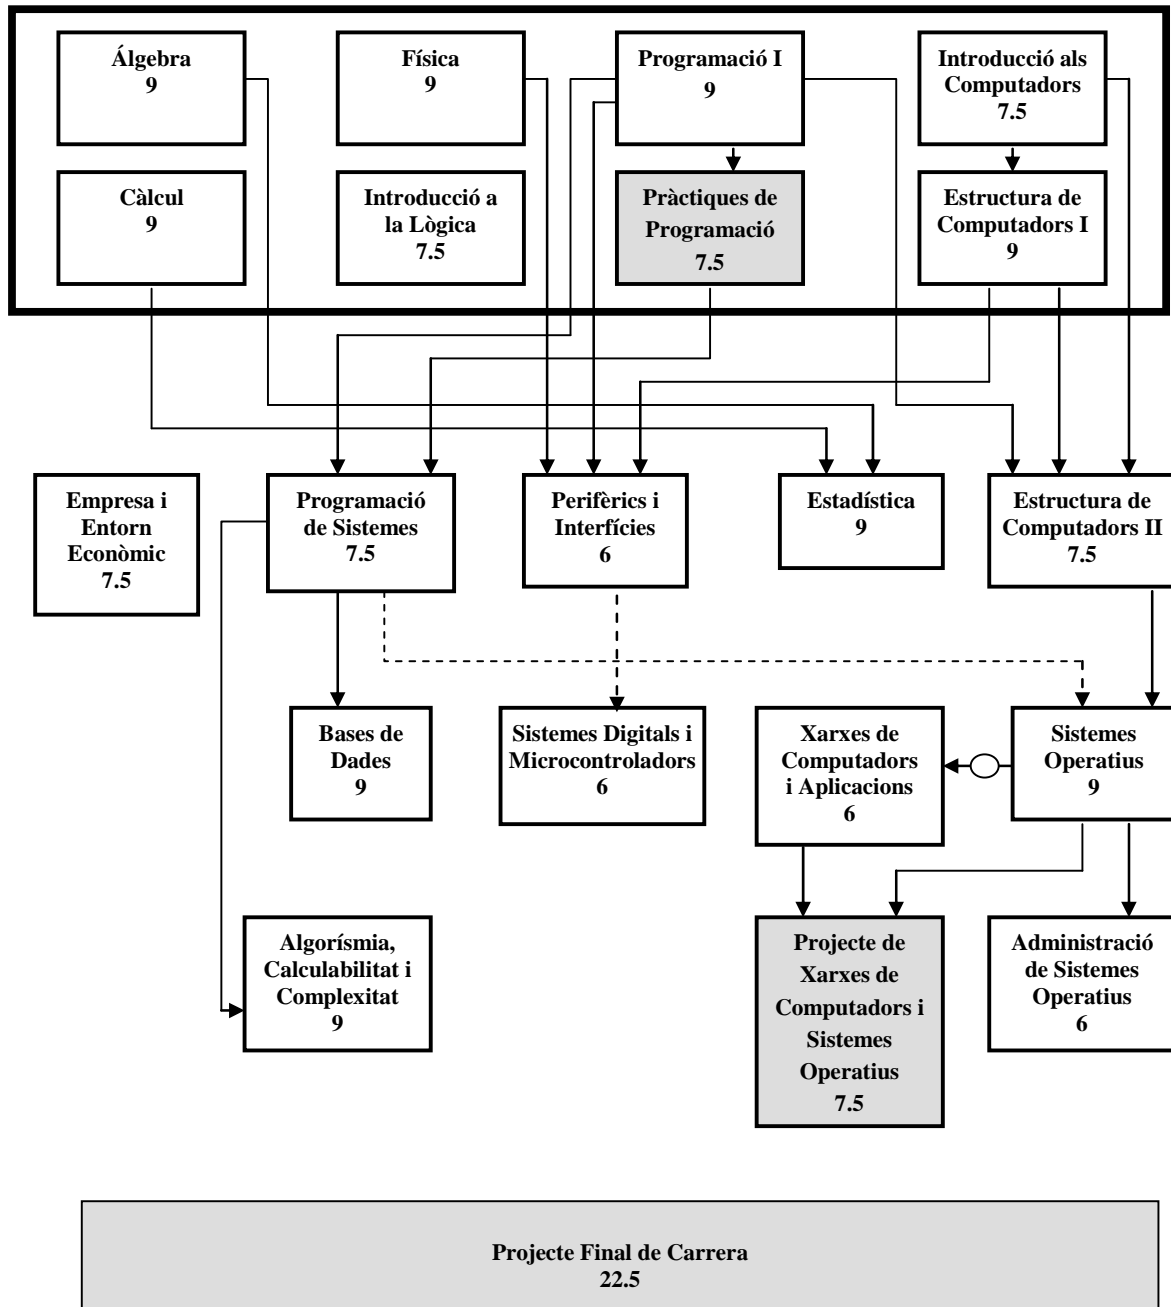 Álgebra
9
Física
9
Programació I
9
Introducció als
Computadors
7.5
Càlcul
9
Introducció a
la Lògica
7.5
Pràctiques de
Programació
7.5
Estructura de
Computadors I
9
Empresa i
Entorn
Econòmic
7.5
Programació
de Sistemes
7.5
Perifèrics i
Interfícies
6
Estadística
9
Estructura de
Computadors II
7.5
Bases de
Dades
9
Sistemes Digitals i
Microcontroladors
6
Xarxes de
Computadors
i Aplicacions
6
Sistemes
Operatius
9
Algorísmia,
Calculabilitat i
Complexitat
9
Projecte de
Xarxes de
Computadors i
Sistemes
Operatius
7.5
Administració
de Sistemes
Operatius
6
Projecte Final de Carrera
22.5